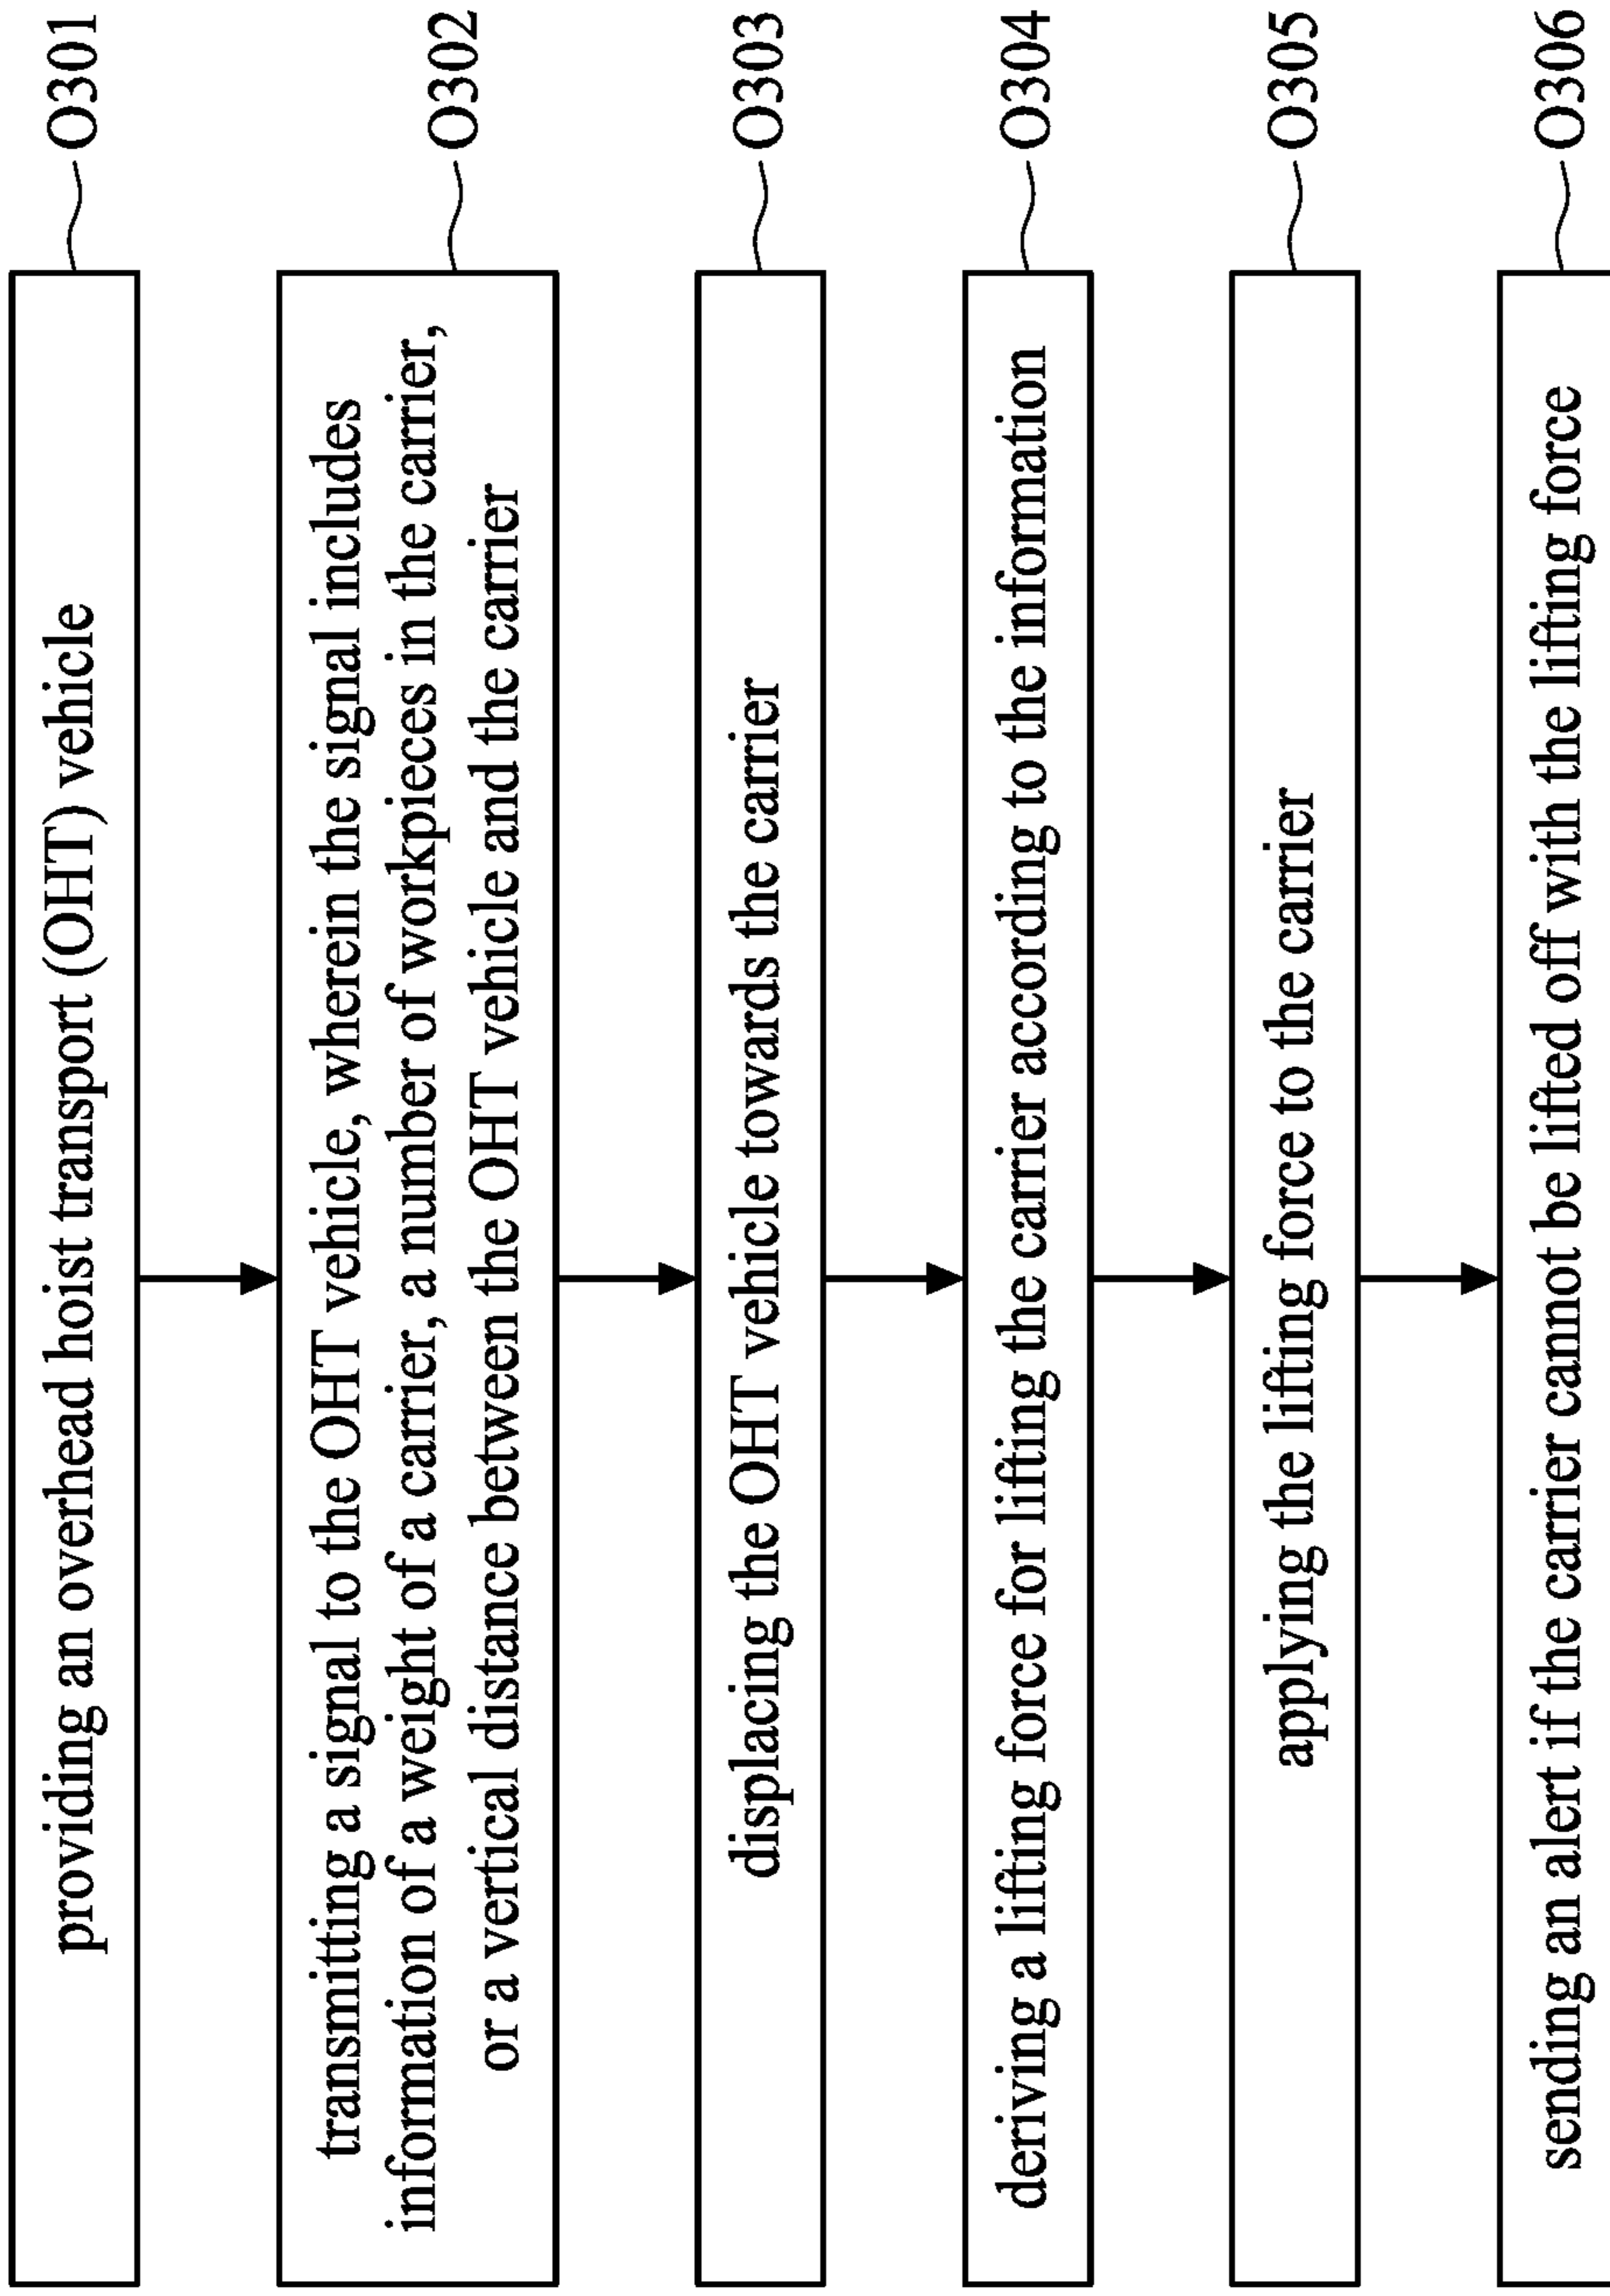 providing an overhead hoist transport (OHT) vehicle
O301
transmitting a signal to the OHT vehicle, wherein the signal includes
information of a weight of a carrier, a number of workpieces in the carrier,
or a vertical distance between the OHT vehicle and the carrier
O302
displacing the OHT vehicle towards the carrier
O303
deriving a lifting force for lifting the carrier according to the information
O304
applying the lifting force to the carrier
O305
sending an alert if the carrier cannot be lifted off with the lifting force
O306